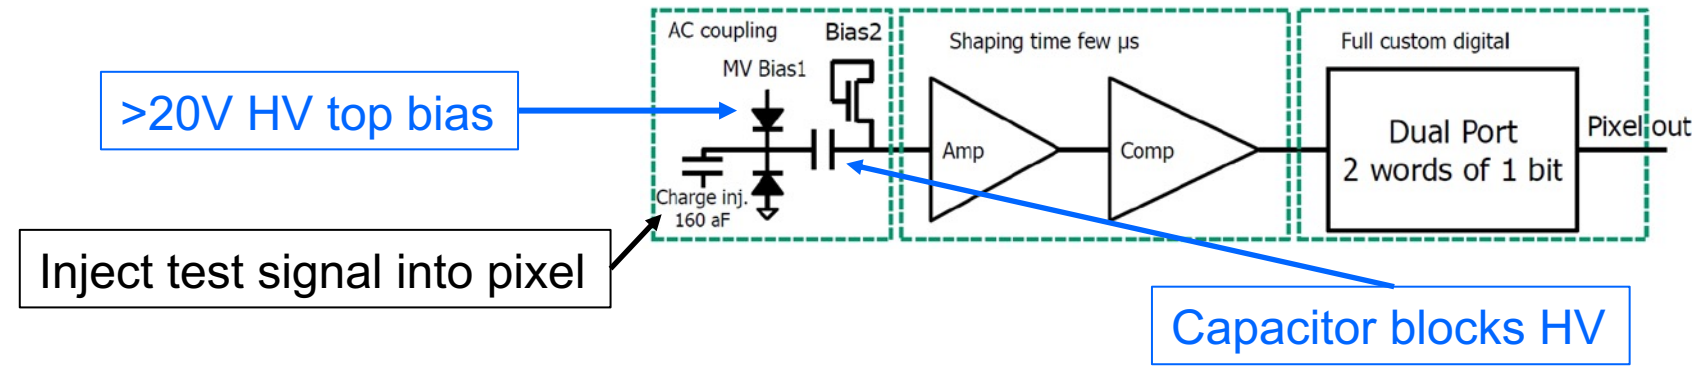 AC coupling
Bias2
MV Bias1
Charge inj.
160 aF
Shaping time few µs
Amp
Comp
Full custom digital
Dual Port
2 words of 1 bit
Pixel out
>20V HV top bias
Inject test signal into pixel
Capacitor blocks HV